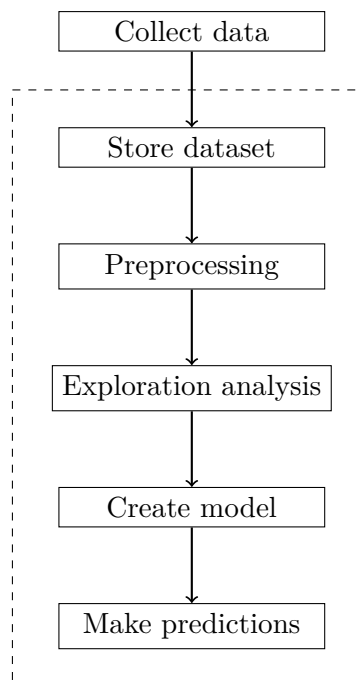 Collect data
Store dataset
Preprocessing
Exploration analysis
Create model
Make predictions